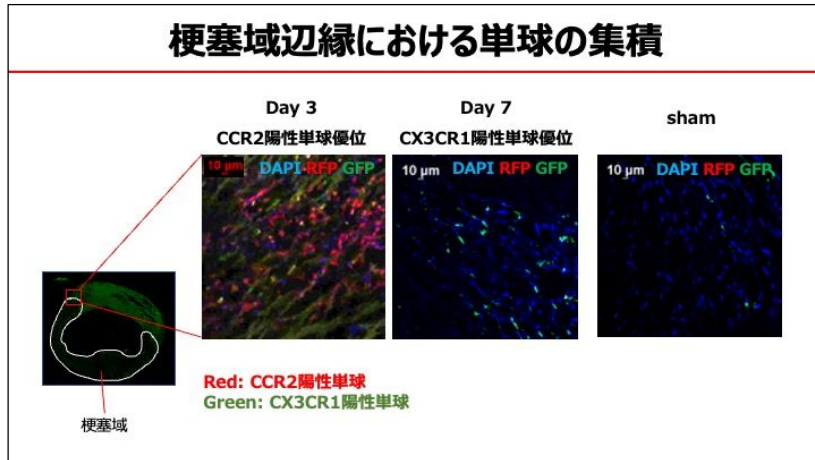 梗塞域辺縁における単球の集積
Day 3
CCR2陽性単球優位
Day 7
CX3CR1陽性単球優位
sham
10 μm DAPI RFP GFP
10 μm DAPI RFP GFP
10 μm DAPI RFP GFP
Red: CCR2陽性単球
Green: CX3CR1陽性単球
梗塞域